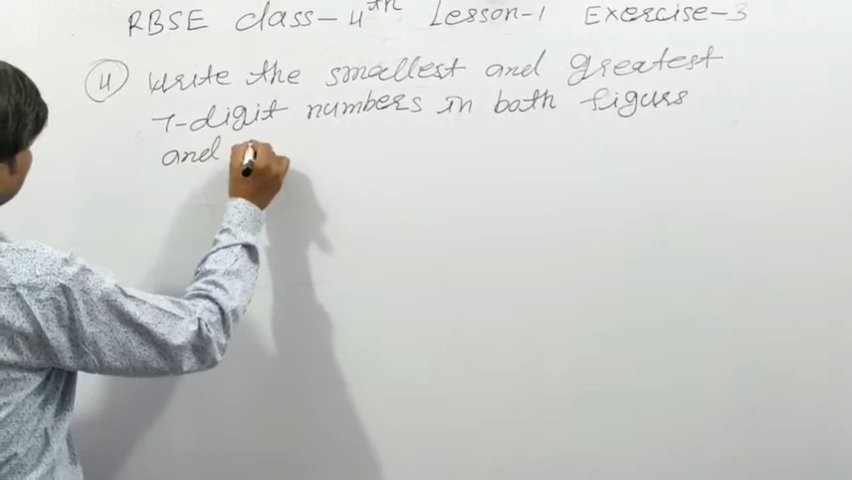 RBSE class-4th Lesson-1 Exercise-3
4 Write the smallest and greatest
7-digit numbers in both figurs
and